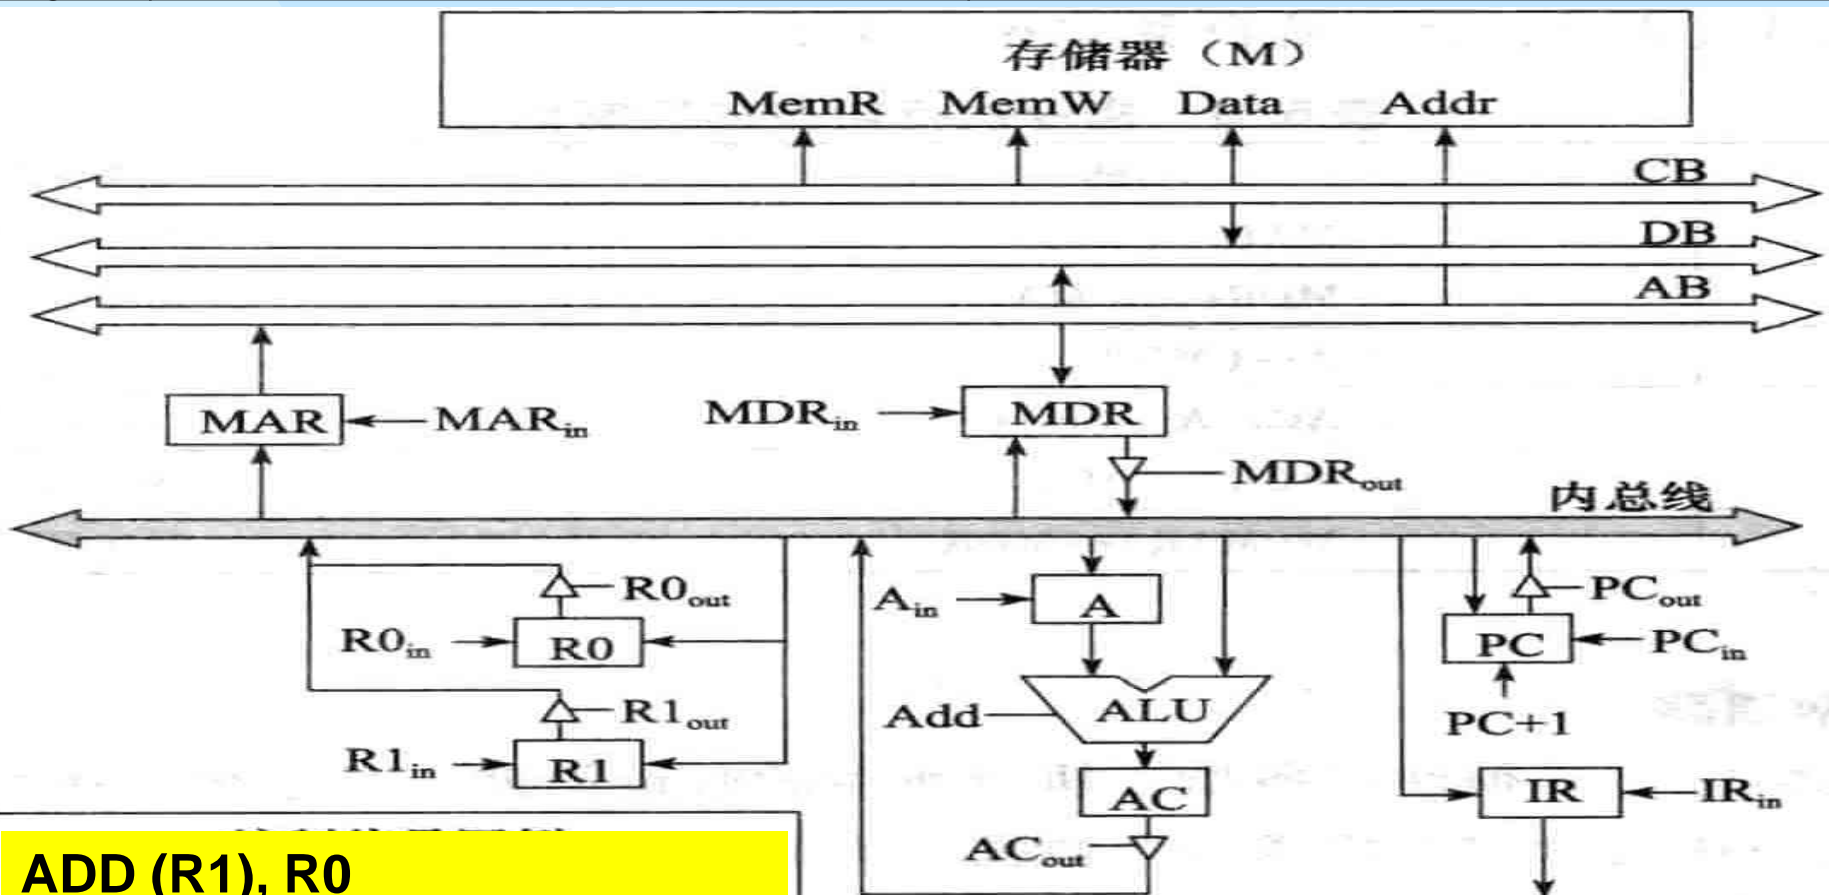 存储器（M）
MemR MemW Data Addr
CB
DB
AB
MAR MARin MDRin MDR
MDRout
内总线
R0out Ain A PCout
R0in R0 PC PCin
R1out Add ALU PC+1
R1in R1 AC IR IRin
ACout
ADD (R1), R0